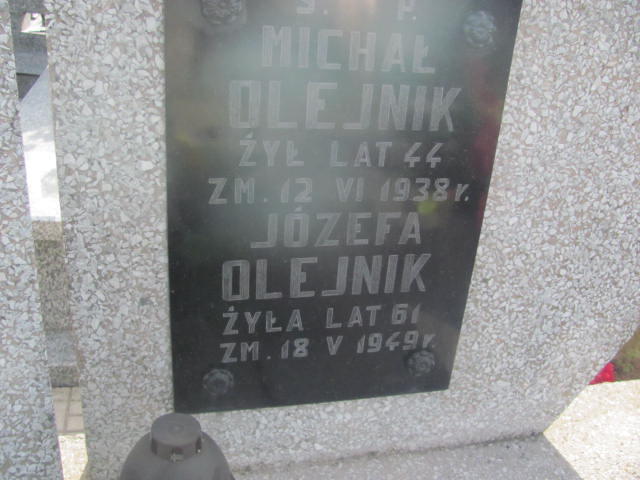 Ś. P.
MICHAŁ
OLEJNIK
ŻYŁ LAT 44
ZM. 12 VI 1938 r.
JÓZEFA
OLEJNIK
ŻYŁA LAT 61
ZM. 18 V 1949 r.